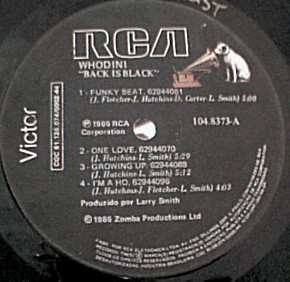 RCA
WHODINI
"BACK IS BLACK"
1 - FUNKY BEAT, 62944061
(J. Fletcher-J. Hutchins-D. Carter-L. Smith) 5:00
℗ 1986 RCA
Corporation
104.8373-A
2 - ONE LOVE, 62944070
(J. Hutchins-L. Smith) 5:29
3 - GROWING UP, 62944088
(J. Hutchins-L. Smith) 5:12
4 - I'M A HO, 62944096
(J. Hutchins-J. Fletcher-L. Smith) 4:03
Produzido por Larry Smith
© 1986 Zomba Productions Ltd
Victor